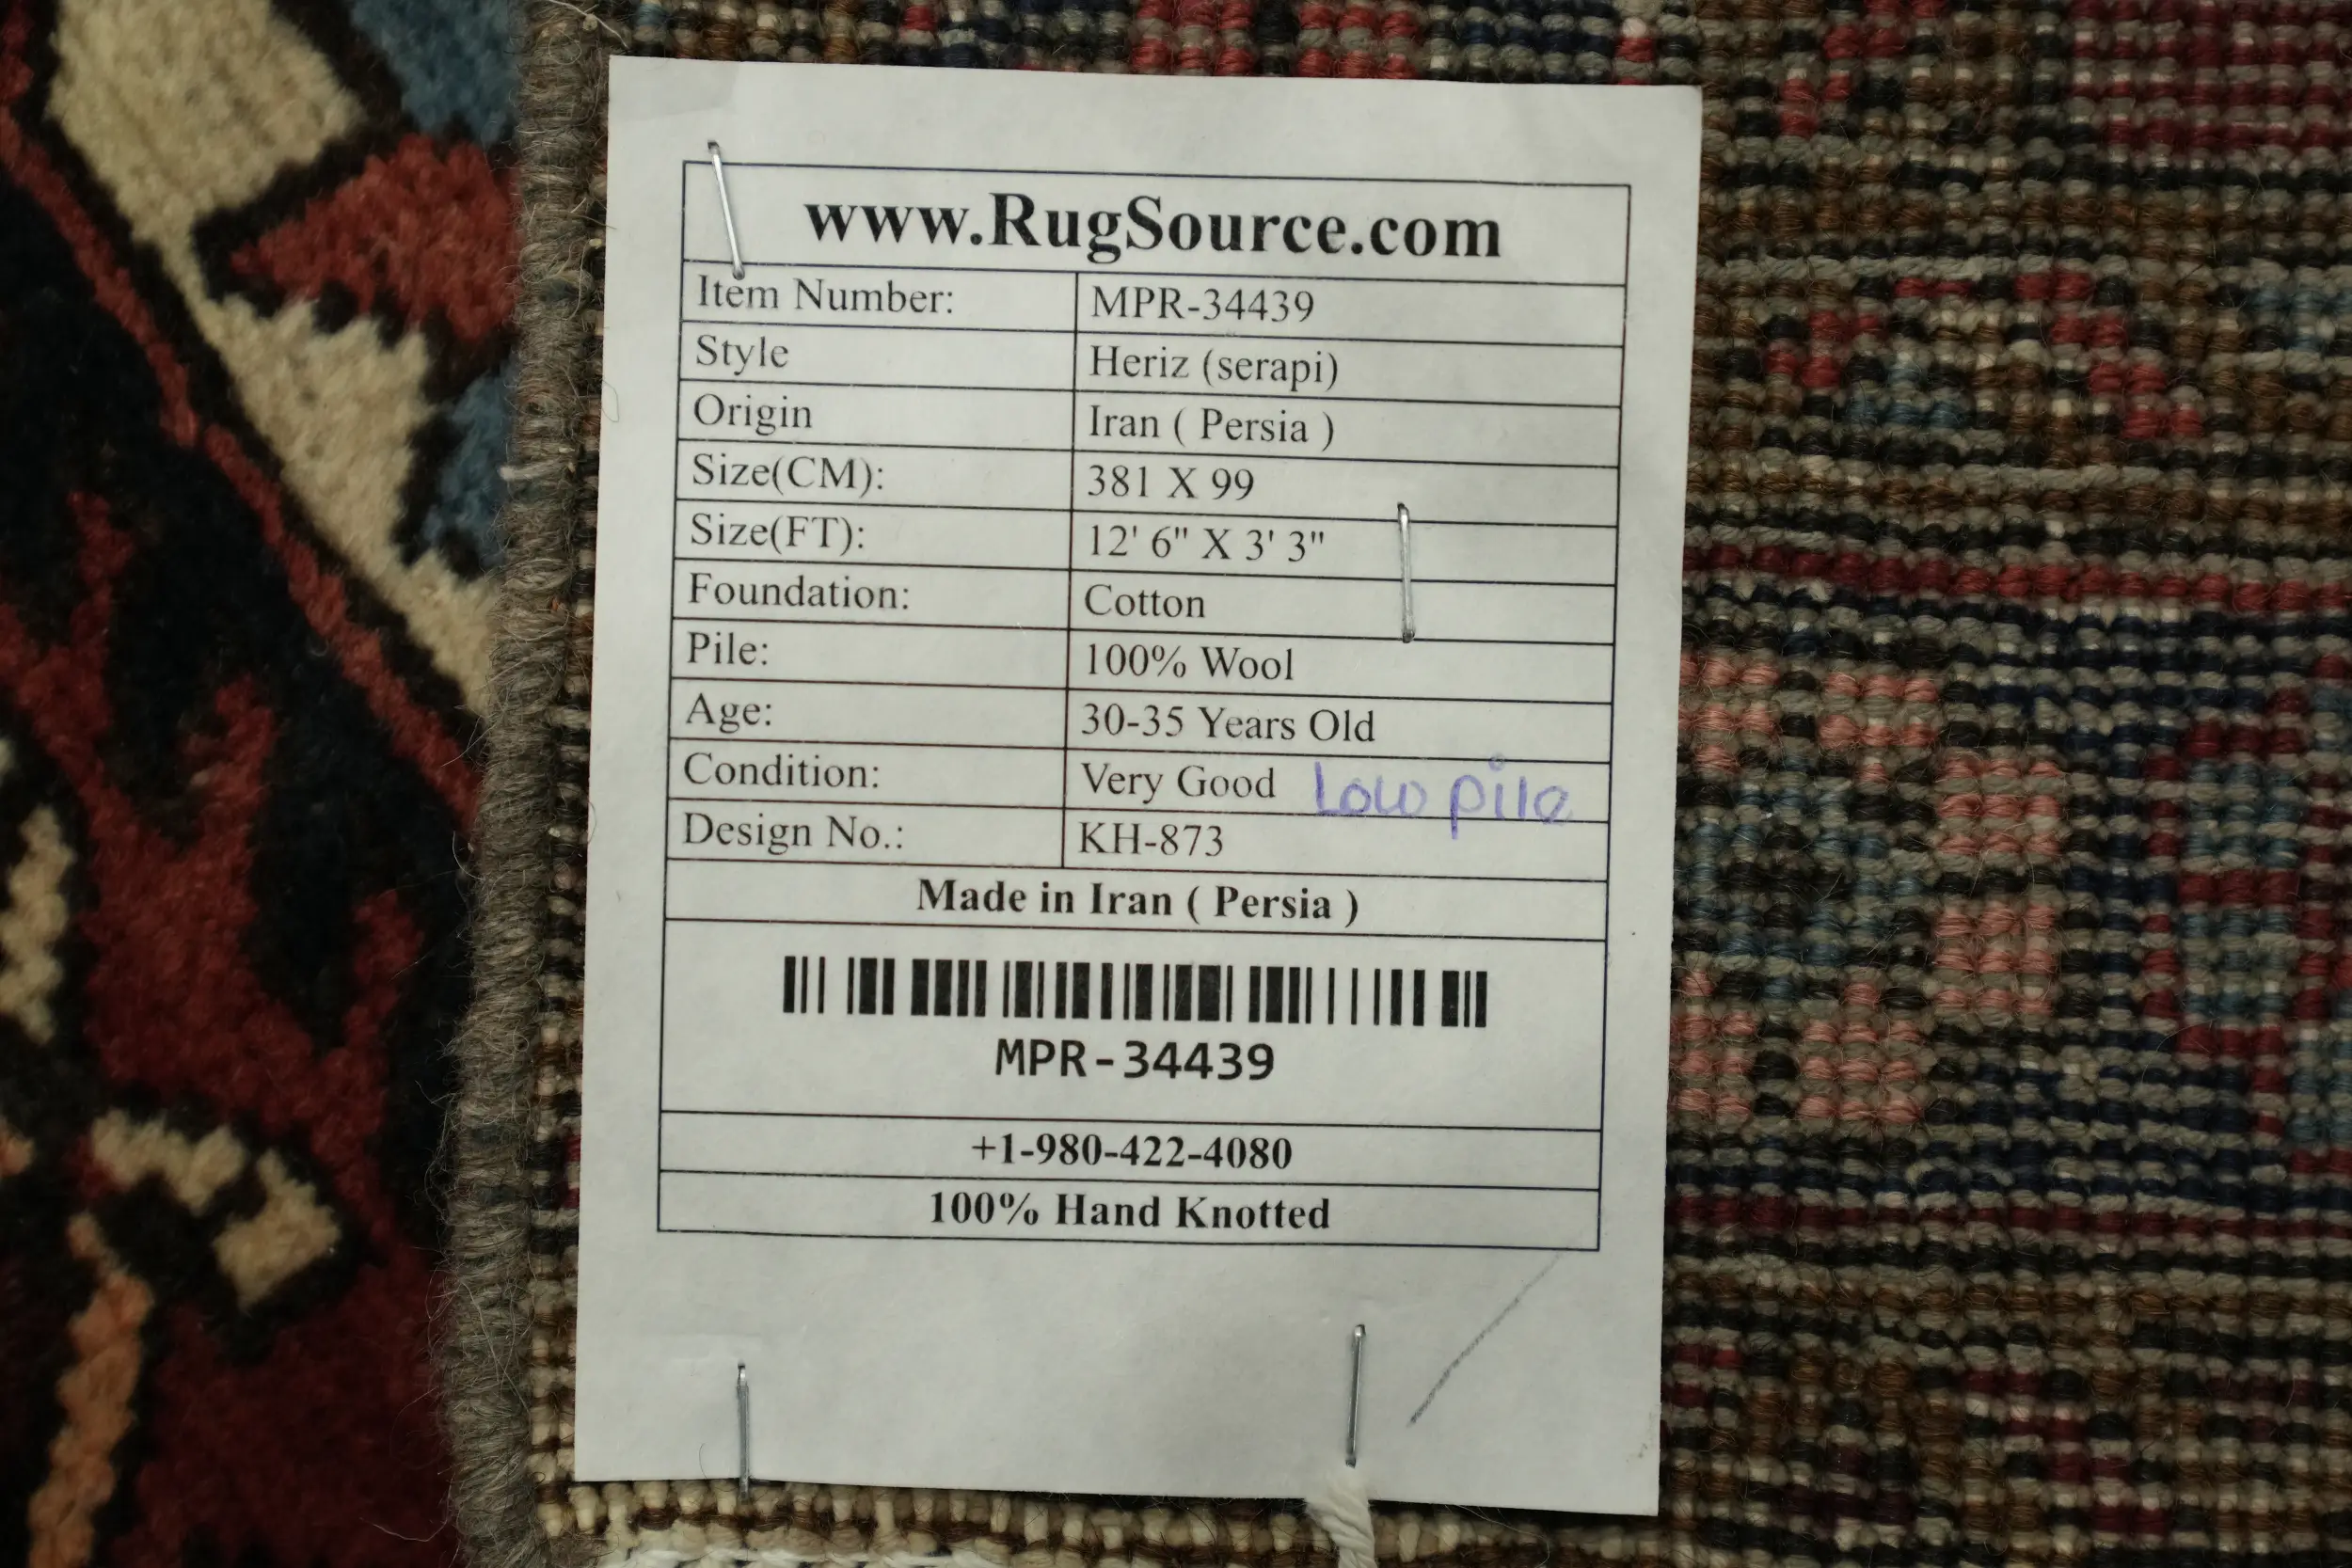 www.RugSource.com
Item Number: MPR-34439
Style Heriz (serapi)
Origin Iran ( Persia )
Size(CM): 381 X 99
Size(FT): 12' 6" X 3' 3"
Foundation: Cotton
Pile: 100% Wool
Age: 30-35 Years Old
Condition: Very Good Low pile
Design No.: KH-873
Made in Iran ( Persia )
MPR-34439
+1-980-422-4080
100% Hand Knotted